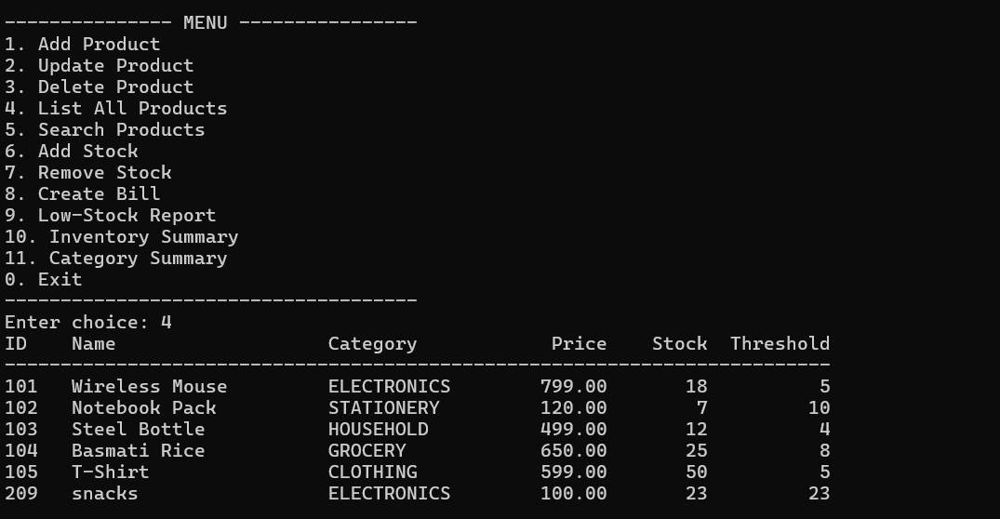 --------------- MENU ----------------
1. Add Product
2. Update Product
3. Delete Product
4. List All Products
5. Search Products
6. Add Stock
7. Remove Stock
8. Create Bill
9. Low-Stock Report
10. Inventory Summary
11. Category Summary
0. Exit
-------------------------------------
Enter choice: 4
ID    Name                   Category            Price    Stock  Threshold
--------------------------------------------------------------------------
101   Wireless Mouse         ELECTRONICS        799.00       18          5
102   Notebook Pack          STATIONERY         120.00        7         10
103   Steel Bottle           HOUSEHOLD          499.00       12          4
104   Basmati Rice           GROCERY            650.00       25          8
105   T-Shirt                CLOTHING           599.00       50          5
209   snacks                 ELECTRONICS        100.00       23         23